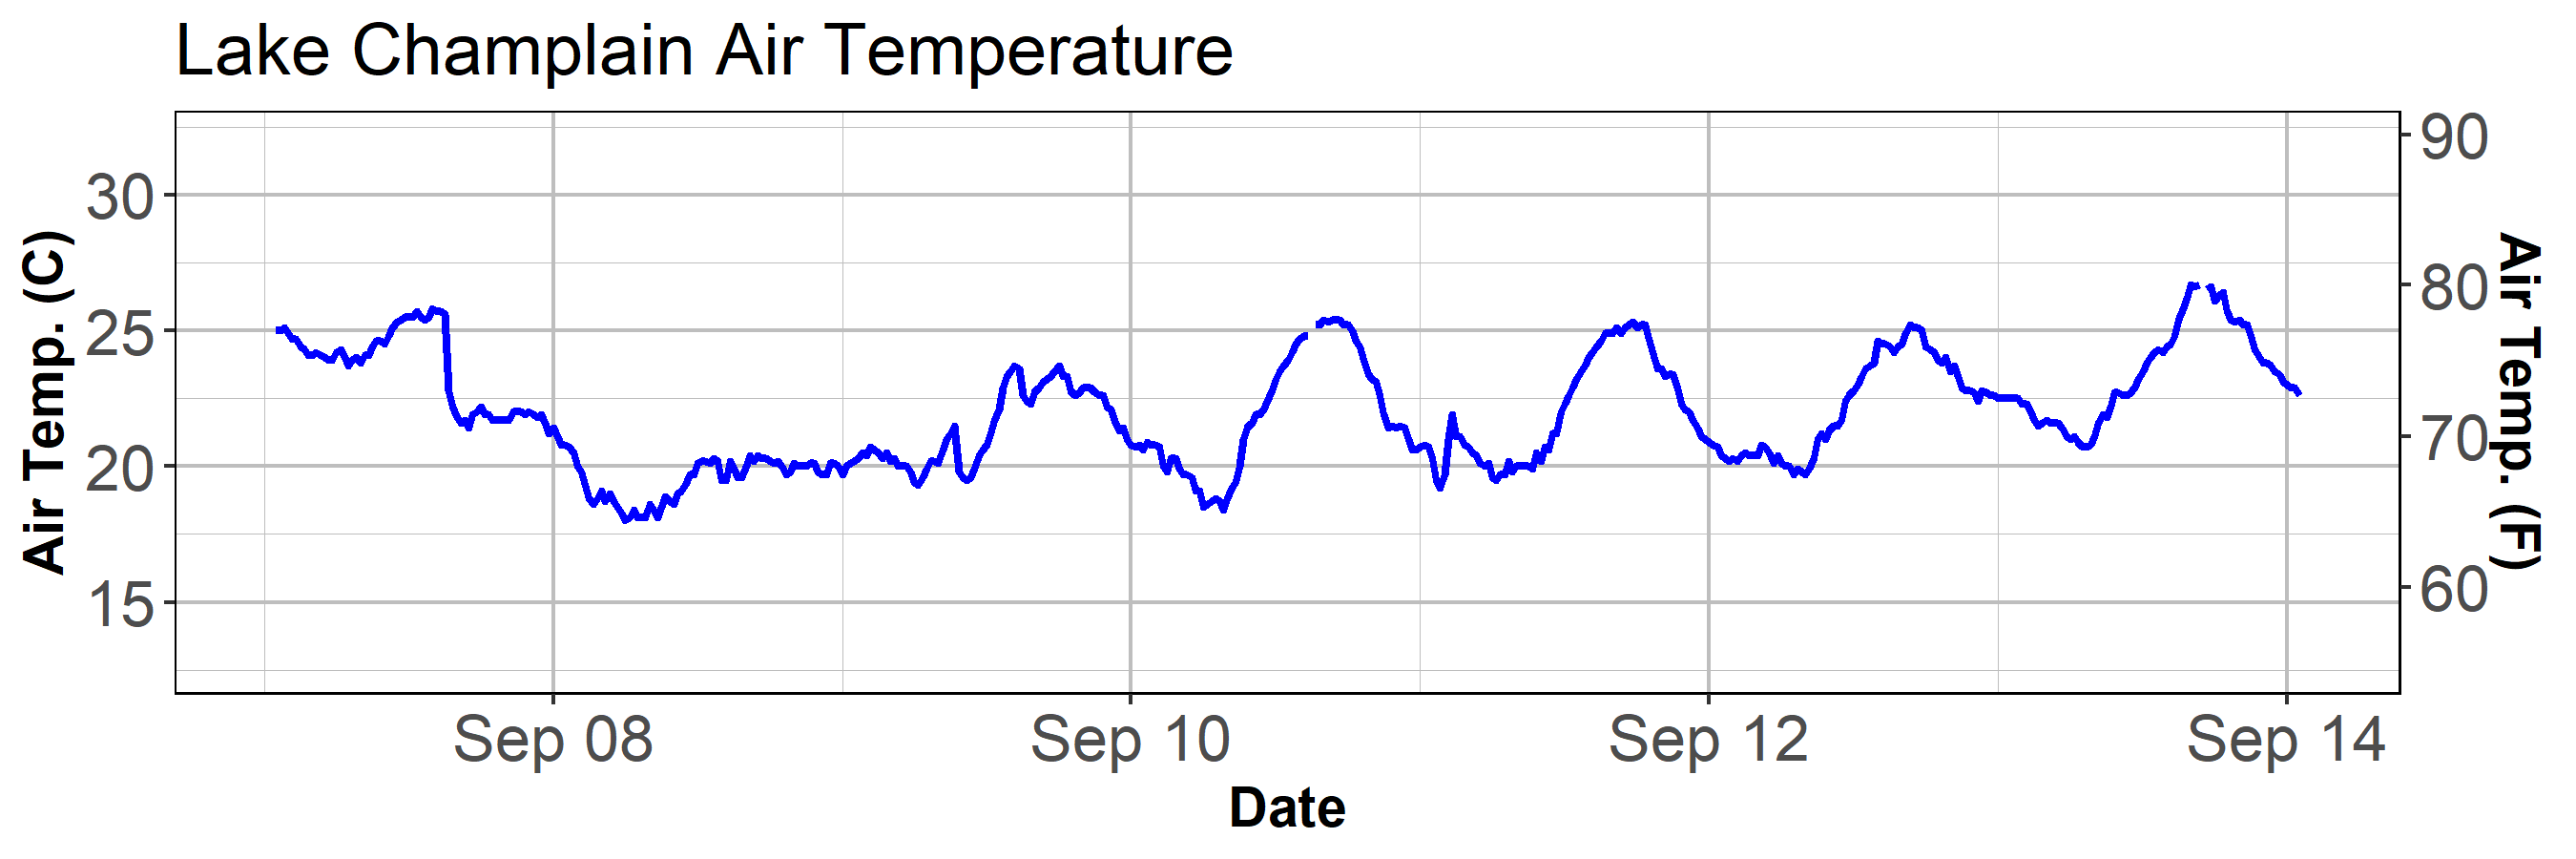 Lake Champlain Air Temperature
Air Temp. (C)
30
25
20
15
90
80
70
60
Air Temp. (F)
Sep 08
Sep 10
Sep 12
Sep 14
Date